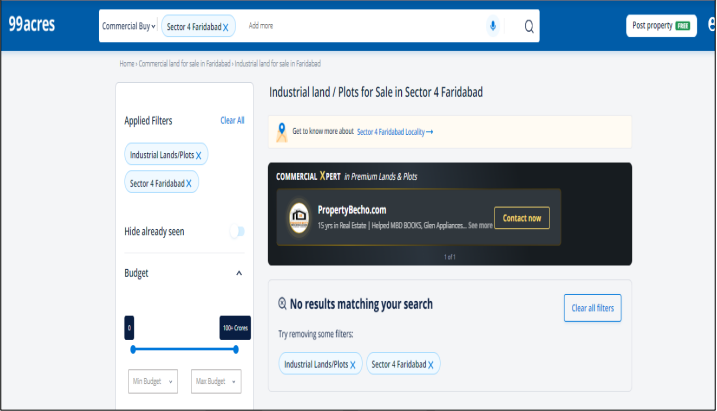 99acres
Commercial Buy
Sector 4 Faridabad X
Add more
Post property FREE
Home › Commercial land for sale in Faridabad › Industrial land for sale in Faridabad
Industrial land / Plots for Sale in Sector 4 Faridabad
Applied Filters
Clear All
Industrial Lands/Plots X
Sector 4 Faridabad X
Hide already seen
Budget
0
100+ Crores
Min Budget
Max Budget
Get to know more about Sector 4 Faridabad Locality→
COMMERCIAL XPERT in Premium Lands & Plots
PropertyBecho.com
15 yrs in Real Estate | Helped MBD BOOKS, Glen Appliances... See more
Contact now
1 of 1
No results matching your search
Clear all filters
Try removing some filters:
Industrial Lands/Plots X
Sector 4 Faridabad X